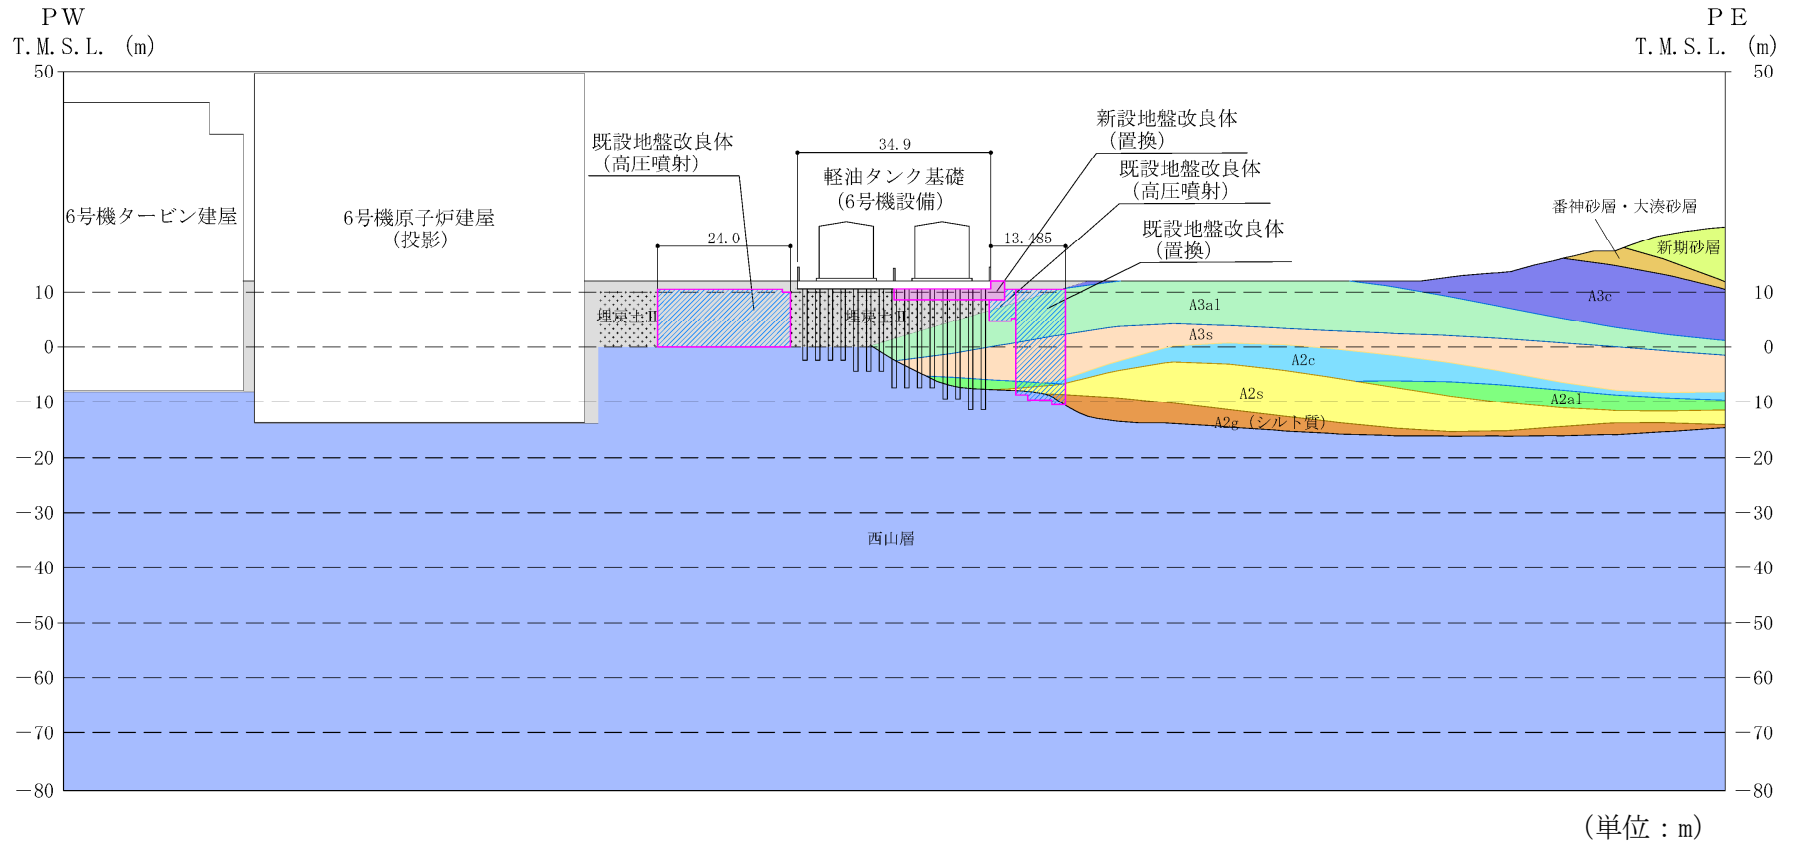 ＰＷ
ＰＥ
T.M.S.L. (m)
T.M.S.L. (m)
50
50
新設地盤改良体
（置換）
既設地盤改良体
（高圧噴射）
34.9
既設地盤改良体
（高圧噴射）
軽油タンク基礎
（6号機設備）
6号機タービン建屋
6号機原子炉建屋
（投影）
番神砂層・大湊砂層
既設地盤改良体
（置換）
24.0
13.485
新期砂層
10
10
A3c
A3al
埋戻土Ⅱ
埋戻土Ⅱ
A3s
0
0
A2c
A2s
A2al
－10
－10
A2g（シルト質）
－20
－20
－30
－30
西山層
－40
－40
－50
－50
－60
－60
－70
－70
－80
－80
（単位：m）